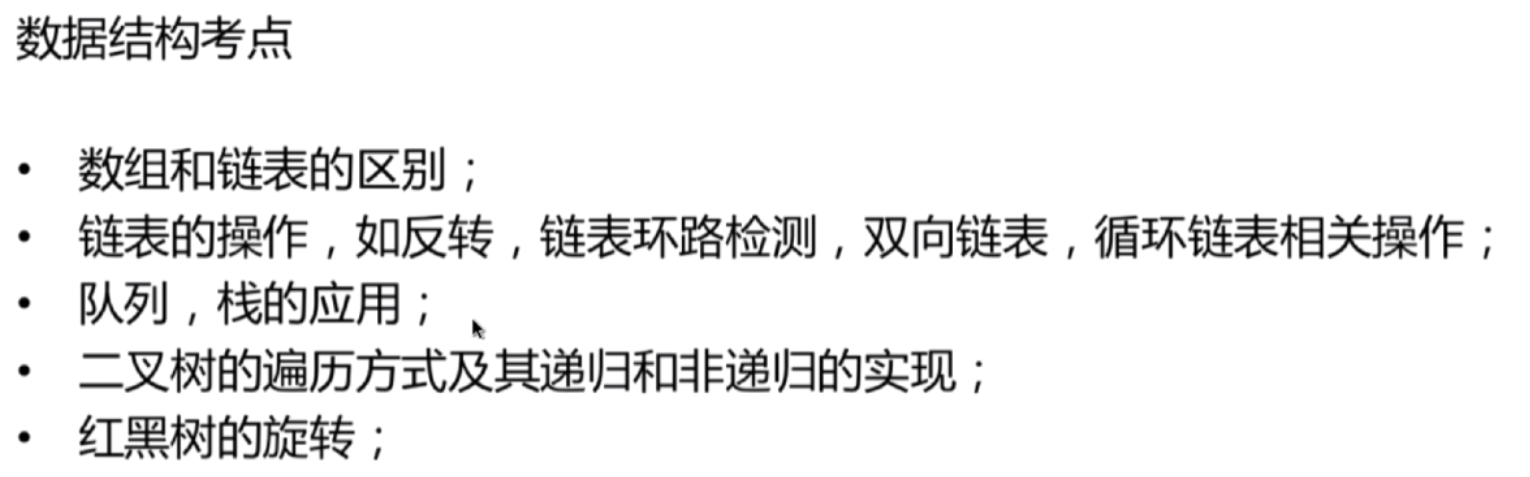 数据结构考点
• 数组和链表的区别；
• 链表的操作，如反转，链表环路检测，双向链表，循环链表相关操作；
• 队列，栈的应用；
• 二叉树的遍历方式及其递归和非递归的实现；
• 红黑树的旋转；